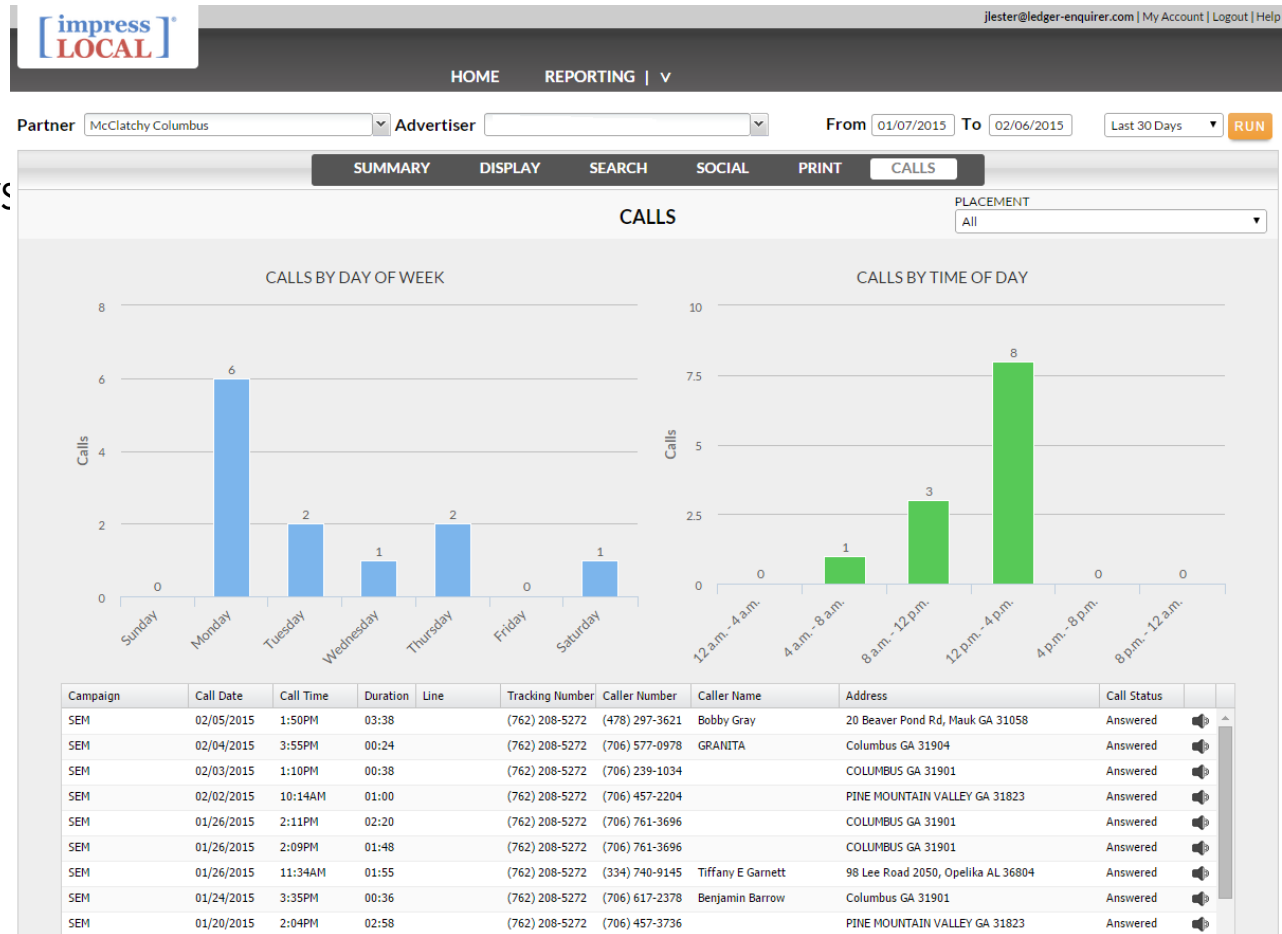 jlester@ledger-enquirer.com | My Account | Logout | Help
[ impress
LOCAL ]®
HOME REPORTING | v
Partner McClatchy Columbus Advertiser From 01/07/2015 To 02/06/2015 Last 30 Days RUN
SUMMARY DISPLAY SEARCH SOCIAL PRINT CALLS
CALLS
PLACEMENT
All
CALLS BY DAY OF WEEK
8
6
4
2
0
Calls
0
6
2
1
2
0
1
Sunday
Monday
Tuesday
Wednesday
Thursday
Friday
Saturday
CALLS BY TIME OF DAY
10
7.5
5
2.5
0
Calls
0
1
3
8
0
0
12 a.m. - 4 a.m.
4 a.m. - 8 a.m.
8 a.m. - 12 p.m.
12 p.m. - 4 p.m.
4 p.m. - 8 p.m.
8 p.m. - 12 a.m.
Campaign Call Date Call Time Duration Line Tracking Number Caller Number Caller Name Address Call Status
SEM 02/05/2015 1:50PM 03:38 (762) 208-5272 (478) 297-3621 Bobby Gray 20 Beaver Pond Rd, Mauk GA 31058 Answered
SEM 02/04/2015 3:55PM 00:24 (762) 208-5272 (706) 577-0978 GRANITA Columbus GA 31904 Answered
SEM 02/03/2015 1:10PM 00:38 (762) 208-5272 (706) 239-1034 COLUMBUS GA 31901 Answered
SEM 02/02/2015 10:14AM 01:00 (762) 208-5272 (706) 457-2204 PINE MOUNTAIN VALLEY GA 31823 Answered
SEM 01/26/2015 2:11PM 02:20 (762) 208-5272 (706) 761-3696 COLUMBUS GA 31901 Answered
SEM 01/26/2015 2:09PM 01:48 (762) 208-5272 (706) 761-3696 COLUMBUS GA 31901 Answered
SEM 01/26/2015 11:34AM 01:55 (762) 208-5272 (334) 740-9145 Tiffany E Garnett 98 Lee Road 2050, Opelika AL 36804 Answered
SEM 01/24/2015 3:35PM 00:36 (762) 208-5272 (706) 617-2378 Benjamin Barrow Columbus GA 31901 Answered
SEM 01/20/2015 2:04PM 02:58 (762) 208-5272 (706) 457-3736 PINE MOUNTAIN VALLEY GA 31823 Answered